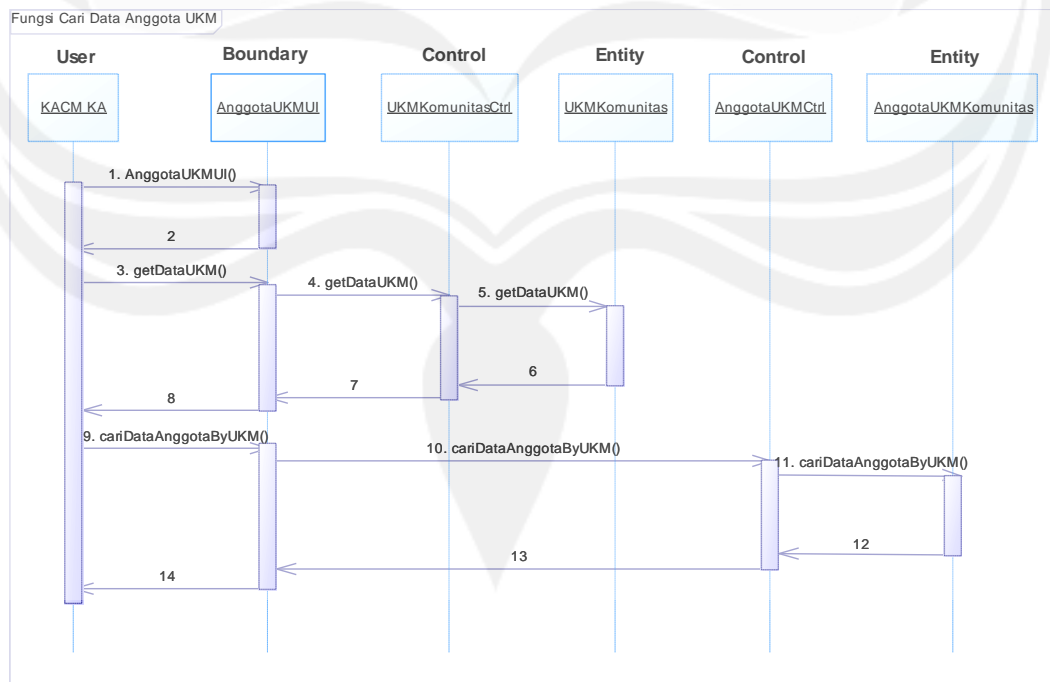 Fungsi Cari Data Anggota UKM
User
Boundary
Control
Entity
Control
Entity
KACM KA
AnggotaUKMUI
UKMKomunitasCtrl
UKMKomunitas
AnggotaUKMCtrl
AnggotaUKMKomunitas
1. AnggotaUKMUI()
2
3. getDataUKM()
4. getDataUKM()
5. getDataUKM()
6
7
8
9. cariDataAnggotaByUKM()
10. cariDataAnggotaByUKM()
11. cariDataAnggotaByUKM()
12
13
14